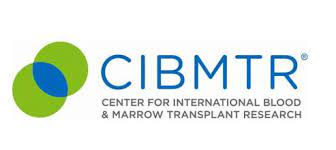 CIBMTR®
CENTER FOR INTERNATIONAL BLOOD
& MARROW TRANSPLANT RESEARCH